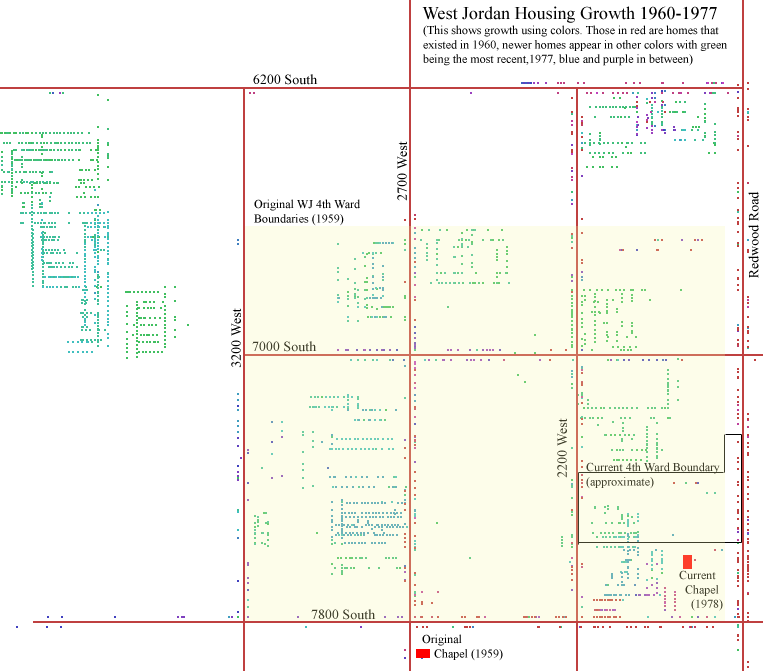 West Jordan Housing Growth 1960-1977
(This shows growth using colors. Those in red are homes that
existed in 1960, newer homes appear in other colors with green
being the most recent,1977, blue and purple in between)
6200 South
2700 West
Redwood Road
Original WJ 4th Ward
Boundaries (1959)
3200 West
7000 South
2200 West
Current 4th Ward Boundary
(approximate)
Current
Chapel
(1978)
7800 South
Original
Chapel (1959)